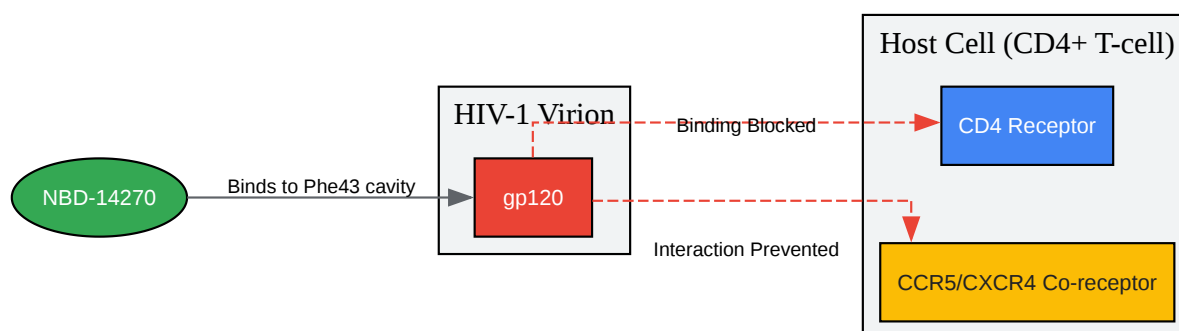 Host Cell (CD4+ T-cell)
HIV-1 Virion
Binding Blocked
CD4 Receptor
NBD-14270
Binds to Phe43 cavity
gp120
Interaction Prevented
CCR5/CXCR4 Co-receptor